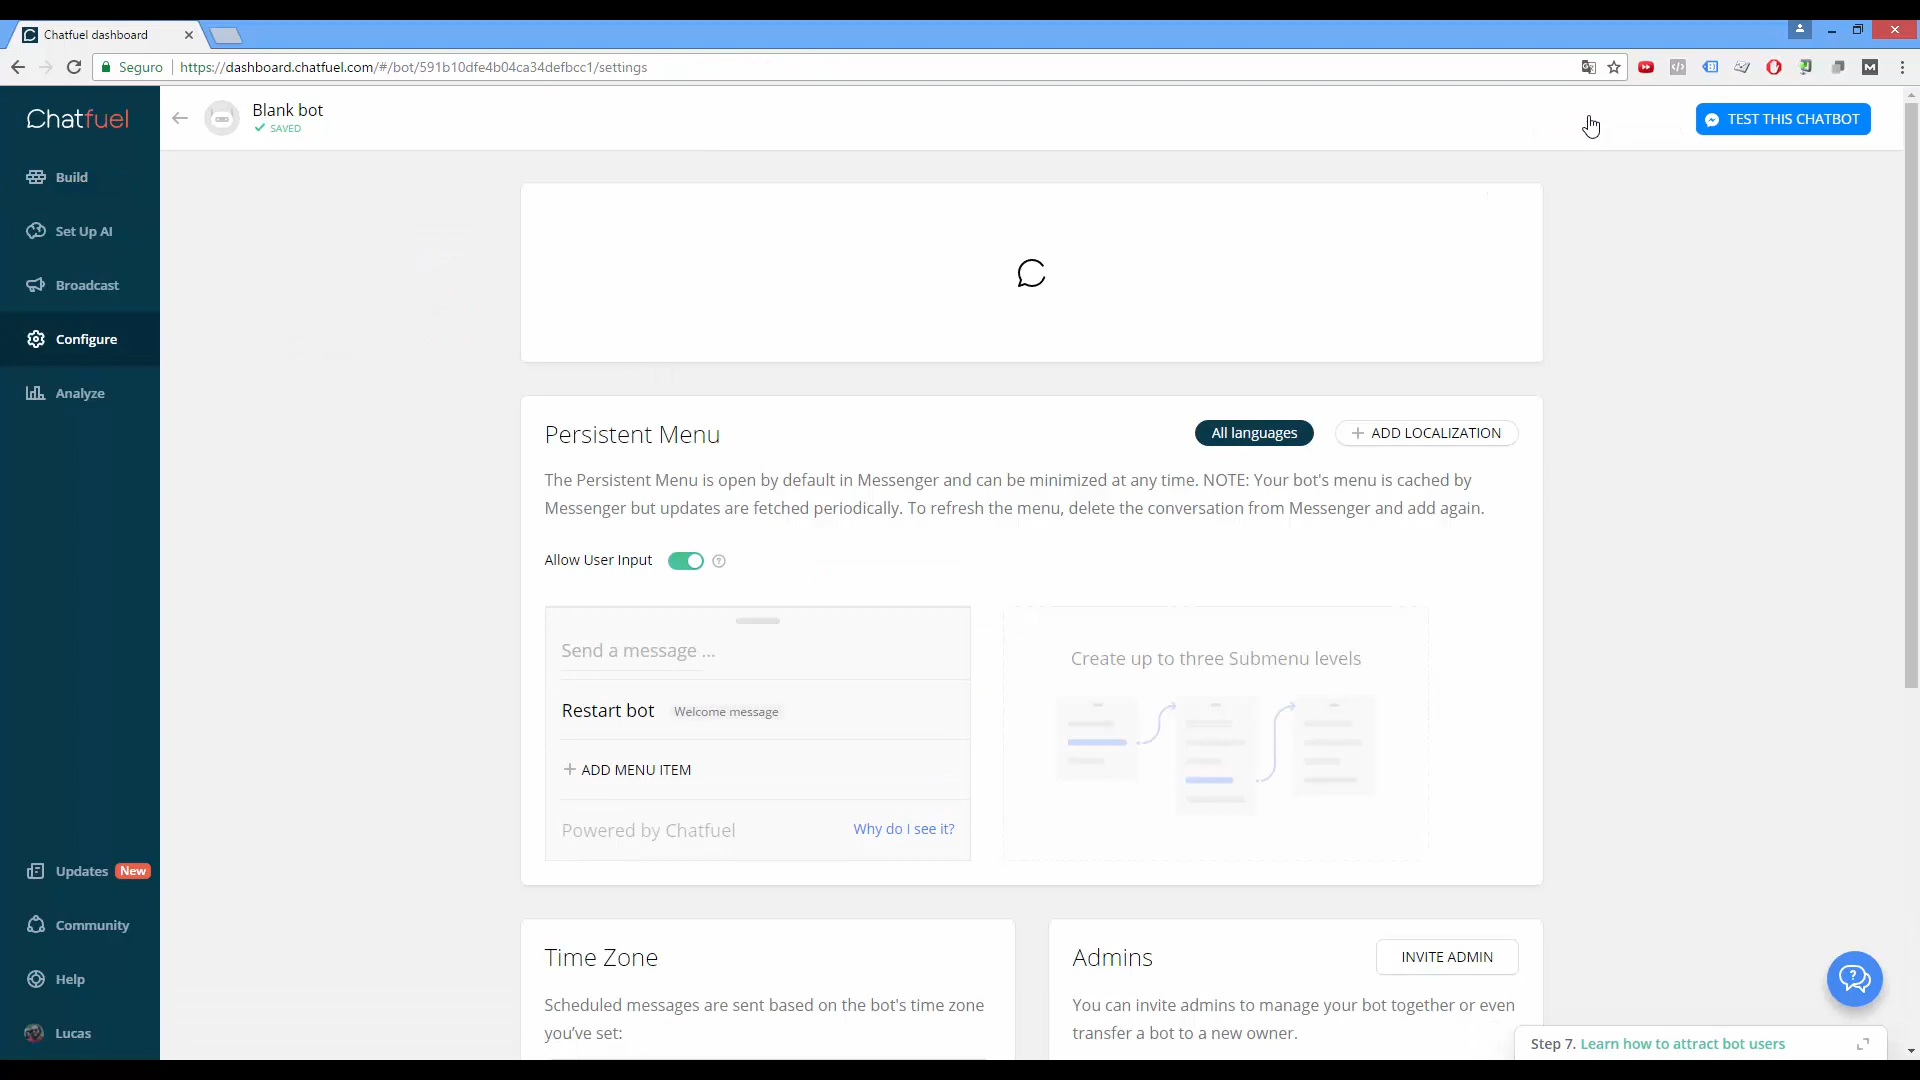 Chatfuel dashboard
Seguro
https://dashboard.chatfuel.com/#/bot/591b10dfe4b04ca34defbcc1/settings
Chatfuel
Blank bot
SAVED
TEST THIS CHATBOT
Build
Set Up AI
Broadcast
Configure
Analyze
Persistent Menu
All languages
+ ADD LOCALIZATION
The Persistent Menu is open by default in Messenger and can be minimized at any time. NOTE: Your bot's menu is cached by
Messenger but updates are fetched periodically. To refresh the menu, delete the conversation from Messenger and add again.
Allow User Input
Send a message ...
Restart bot Welcome message
+ ADD MENU ITEM
Powered by Chatfuel Why do I see it?
Create up to three Submenu levels
Time Zone
Scheduled messages are sent based on the bot's time zone
you've set:
Admins
INVITE ADMIN
You can invite admins to manage your bot together or even
transfer a bot to a new owner.
Updates New
Community
Help
Lucas
Step 7. Learn how to attract bot users